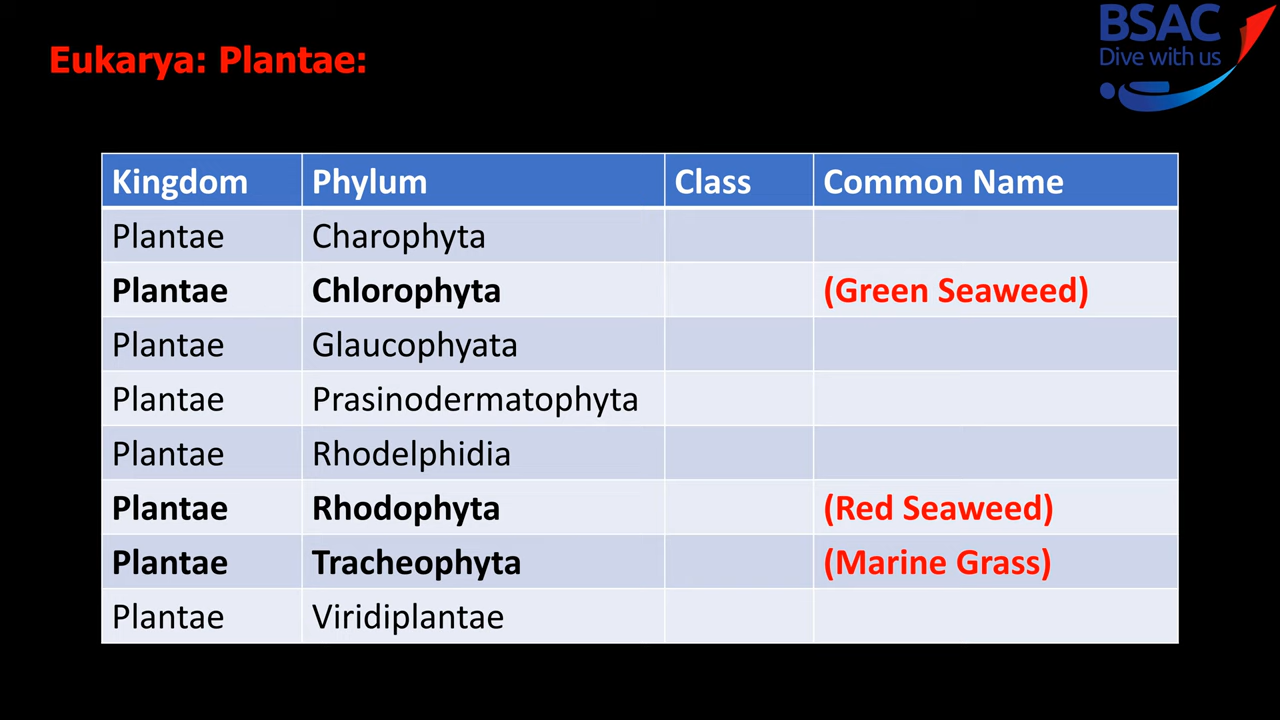 Eukarya: Plantae:
BSAC
Dive with us
Kingdom Phylum Class Common Name
Plantae Charophyta
Plantae Chlorophyta (Green Seaweed)
Plantae Glaucophyata
Plantae Prasinodermatophyta
Plantae Rhodelphidia
Plantae Rhodophyta (Red Seaweed)
Plantae Tracheophyta (Marine Grass)
Plantae Viridiplantae